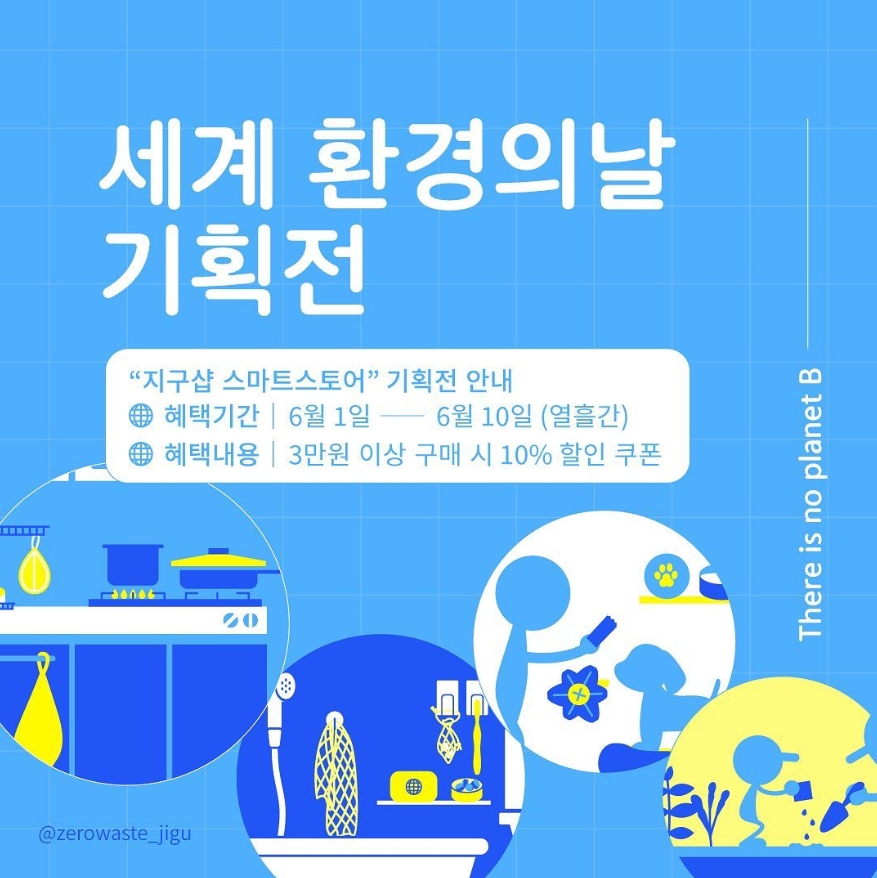 세계 환경의날
기획전
“지구샵 스마트스토어” 기획전 안내
혜택기간 | 6월 1일 ── 6월 10일 (열흘간)
혜택내용 | 3만원 이상 구매 시 10% 할인 쿠폰
There is no planet B
@zerowaste_jigu